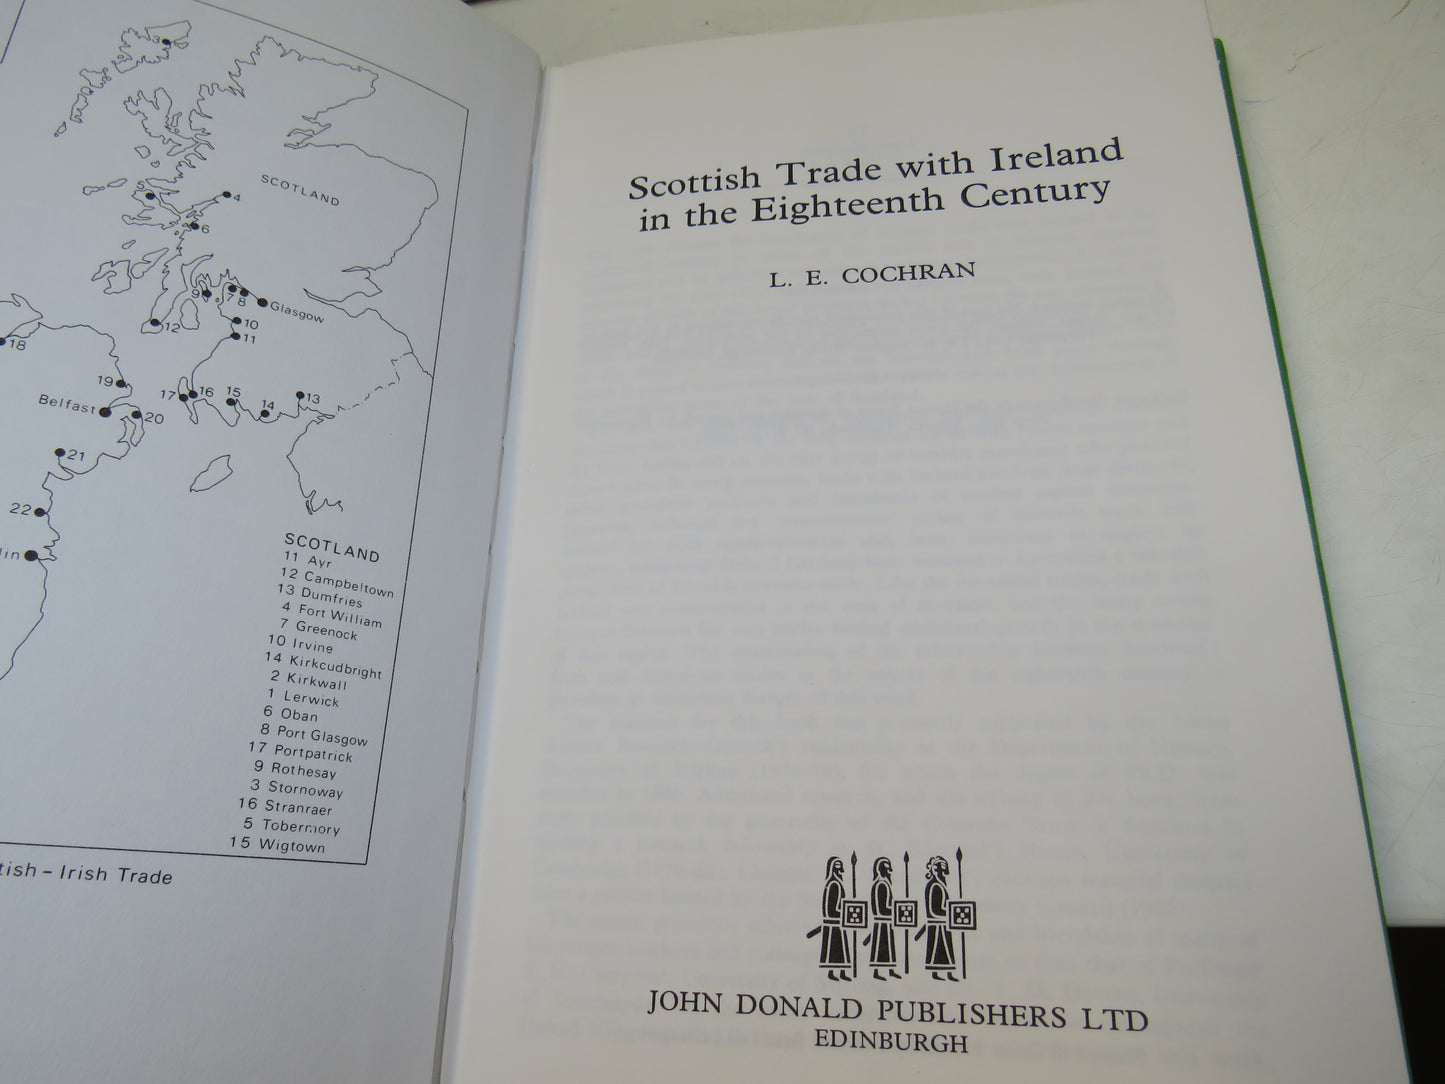 3
SCOTLAND
5
4
6
9
7
8
Glasgow
12
10
11
18
19
17
16
15
14
13
Belfast
20
21
22
lin
SCOTLAND
11 Ayr
12 Campbeltown
13 Dumfries
4 Fort William
7 Greenock
10 Irvine
14 Kirkcudbright
2 Kirkwall
1 Lerwick
6 Oban
8 Port Glasgow
17 Portpatrick
9 Rothesay
3 Stornoway
16 Stranraer
5 Tobermory
15 Wigtown
tish – Irish Trade
Scottish Trade with Ireland
in the Eighteenth Century
L. E. COCHRAN
JOHN DONALD PUBLISHERS LTD
EDINBURGH